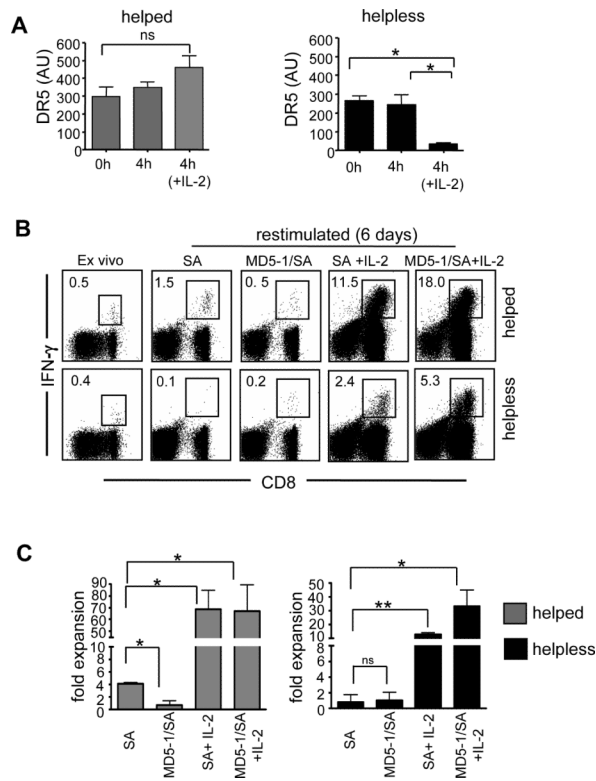 A
helped
DR5 (AU)
600
500
400
300
200
100
0
ns
0h
4h
4h
(+IL-2)
helpless
DR5 (AU)
600
500
400
300
200
100
0
*
*
0h
4h
4h
(+IL-2)
B
restimulated (6 days)
Ex vivo
SA
MD5-1/SA
SA +IL-2
MD5-1/SA+IL-2
0.5
1.5
0. 5
11.5
18.0
helped
0.4
0.1
0.2
2.4
5.3
helpless
IFN-γ
CD8
C
fold expansion
90
80
70
60
50
10
8
6
4
2
0
*
*
*
SA
MD5-1/SA
SA+ IL-2
MD5-1/SA
+IL-2
fold expansion
50
40
30
20
10
8
6
4
2
0
*
**
ns
SA
MD5-1/SA
SA+ IL-2
MD5-1/SA
+IL-2
helped
helpless